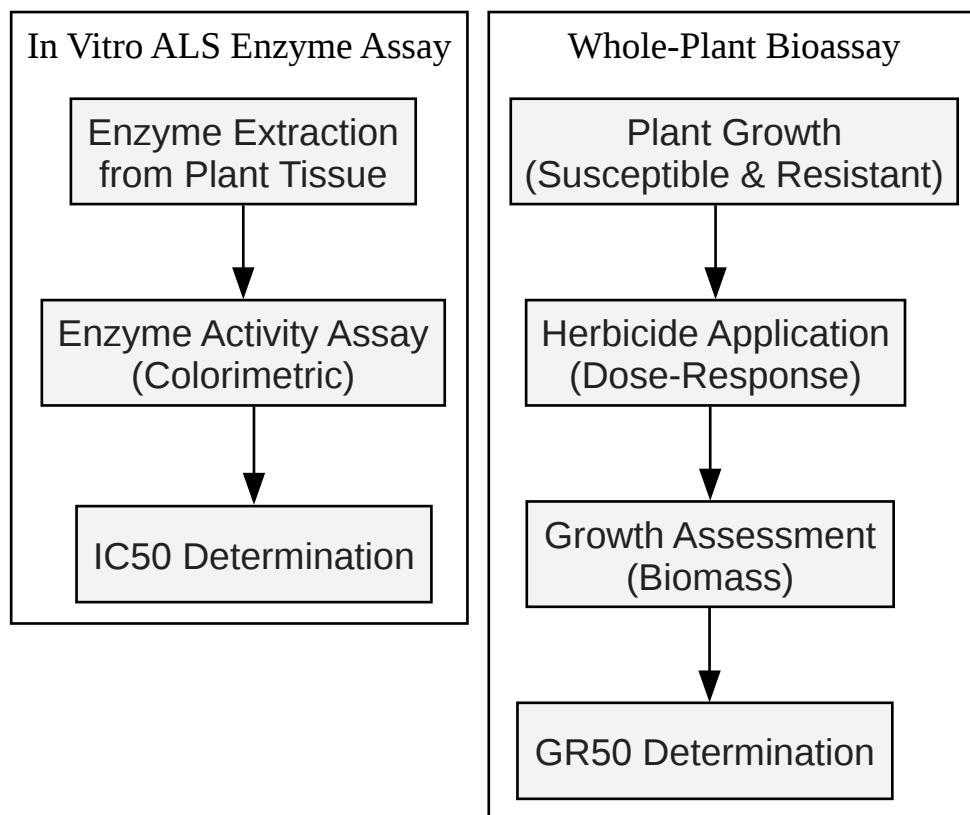 In Vitro ALS Enzyme Assay
Enzyme Extraction
from Plant Tissue
Enzyme Activity Assay
(Colorimetric)
IC50 Determination
Whole-Plant Bioassay
Plant Growth
(Susceptible & Resistant)
Herbicide Application
(Dose-Response)
Growth Assessment
(Biomass)
GR50 Determination